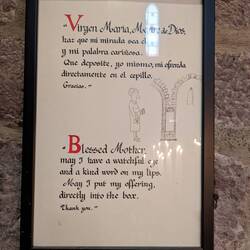 "Virgen María, Madre de Dios,
haz que mi mirada sea
y mi palabra cariñosa.
Que deposite, yo mismo, mi ofrenda
directamente en el cepillo.
Gracias.-"
"Blessed Mother,
may I have a watchful eye
and a kind word on my lips.
May I put my offering,
directly into the box.
Thank you.-"